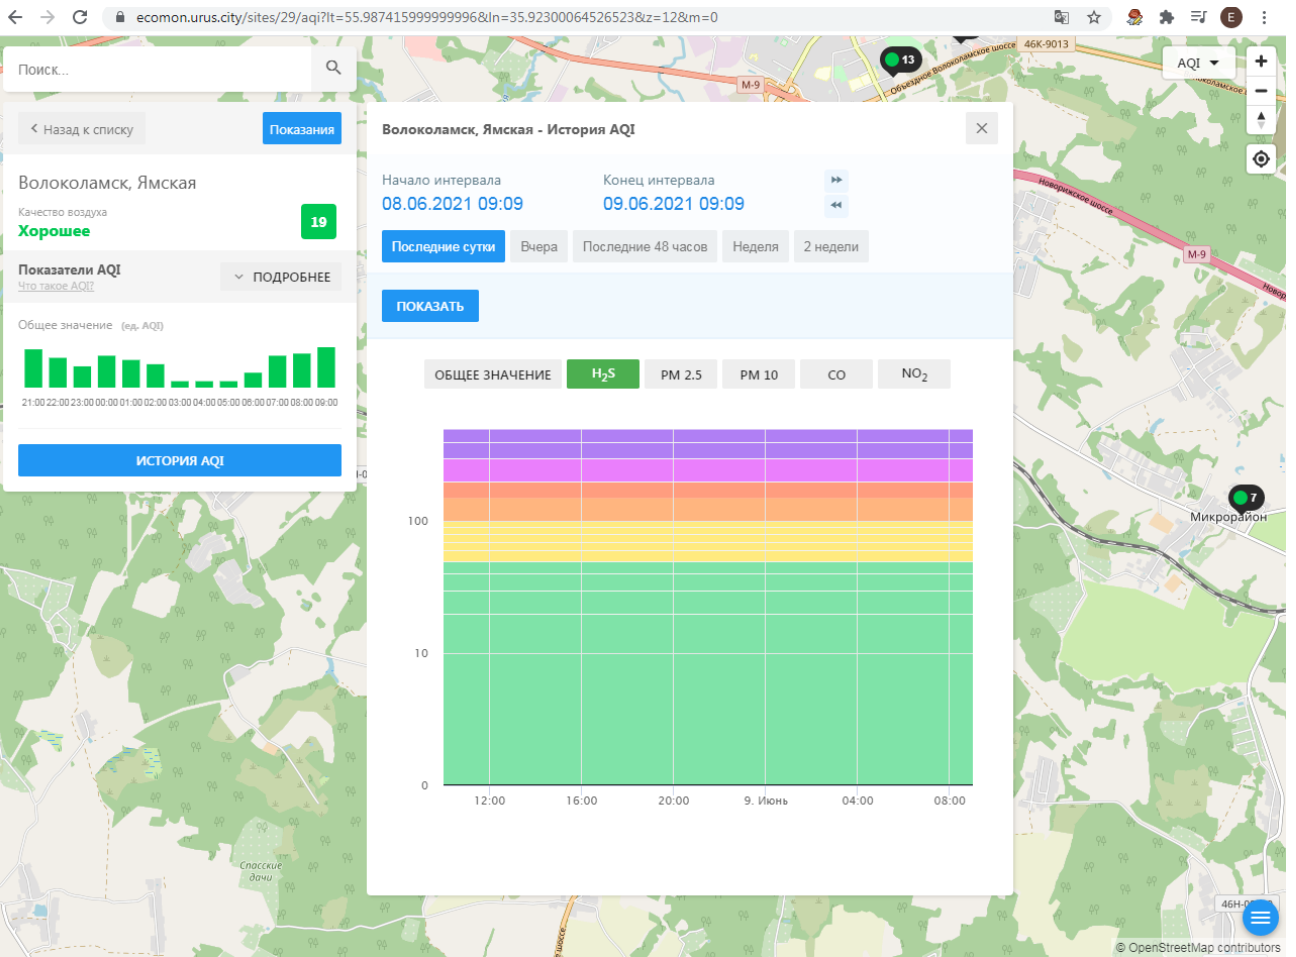 ecomon.urus.city/sites/29/aqi?lt=55.987415999999996&ln=35.92300064526523&z=12&m=0
E
Поиск...
Назад к списку
Показания
Волоколамск, Ямская
Качество воздуха
Хорошее
19
Показатели AQI
Что такое AQI?
ПОДРОБНЕЕ
Общее значение (ед. AQI)
21:00 22:00 23:00 00:00 01:00 02:00 03:00 04:00 05:00 06:00 07:00 08:00 09:00
ИСТОРИЯ AQI
Волоколамск, Ямская - История AQI
Начало интервала
08.06.2021 09:09
Конец интервала
09.06.2021 09:09
Последние сутки
Вчера
Последние 48 часов
Неделя
2 недели
ПОКАЗАТЬ
ОБЩЕЕ ЗНАЧЕНИЕ
H2S
PM 2.5
PM 10
CO
NO2
100
10
0
12:00 16:00 20:00 9. Июнь 04:00 08:00
46К-9013
M-9
13
Объездное Волоколамское шоссе
AQI
Новорижское шоссе
M-9
7
Микрорайон
Спасские
дачи
© OpenStreetMap contributors